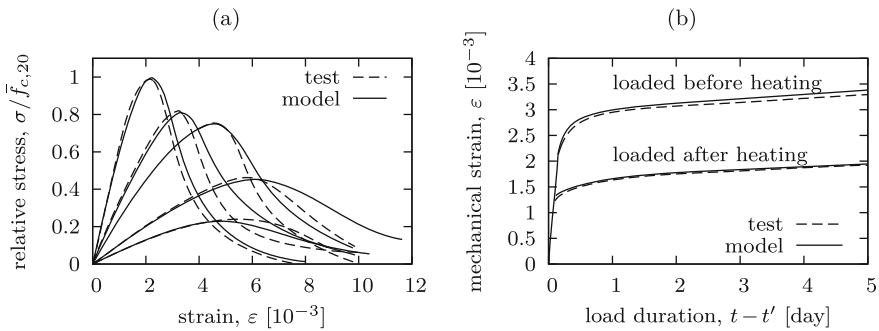 (a)
relative stress, σ/f̄c,20
1
0.8
0.6
0.4
0.2
0
test
model
0 2 4 6 8 10 12
strain, ε [10⁻³]
(b)
mechanical strain, ε [10⁻³]
4
3.5
3
2.5
2
1.5
1
0.5
0
loaded before heating
loaded after heating
test
model
0 1 2 3 4 5
load duration, t − t′ [day]